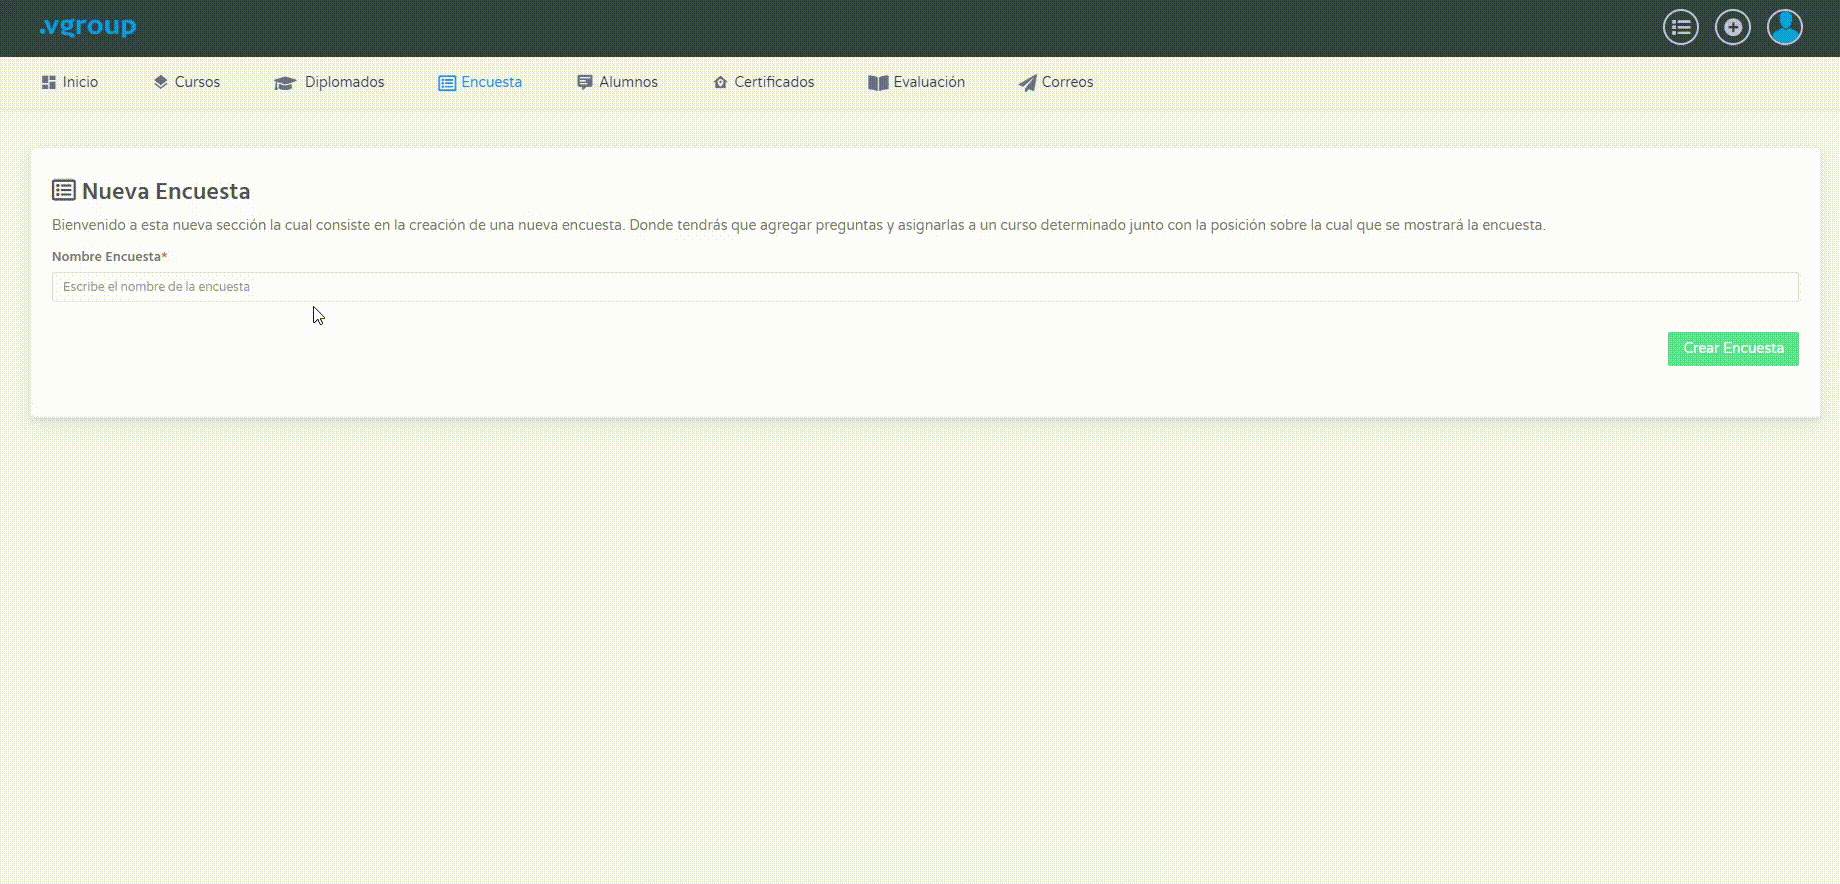 .vgroup
Inicio Cursos Diplomados Encuesta Alumnos Certificados Evaluación Correos
Nueva Encuesta
Bienvenido a esta nueva sección la cual consiste en la creación de una nueva encuesta. Donde tendrás que agregar preguntas y asignarlas a un curso determinado junto con la posición sobre la cual que se mostrará la encuesta.
Nombre Encuesta*
Escribe el nombre de la encuesta
Crear Encuesta